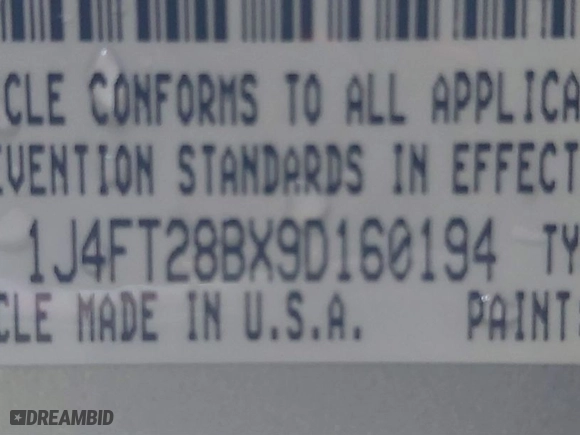 CLE CONFORMS TO ALL APPLICA
VENTION STANDARDS IN EFFECT
1J4FT28BX9D160194 TY
CLE MADE IN U.S.A. PAINT:
DREAMBID